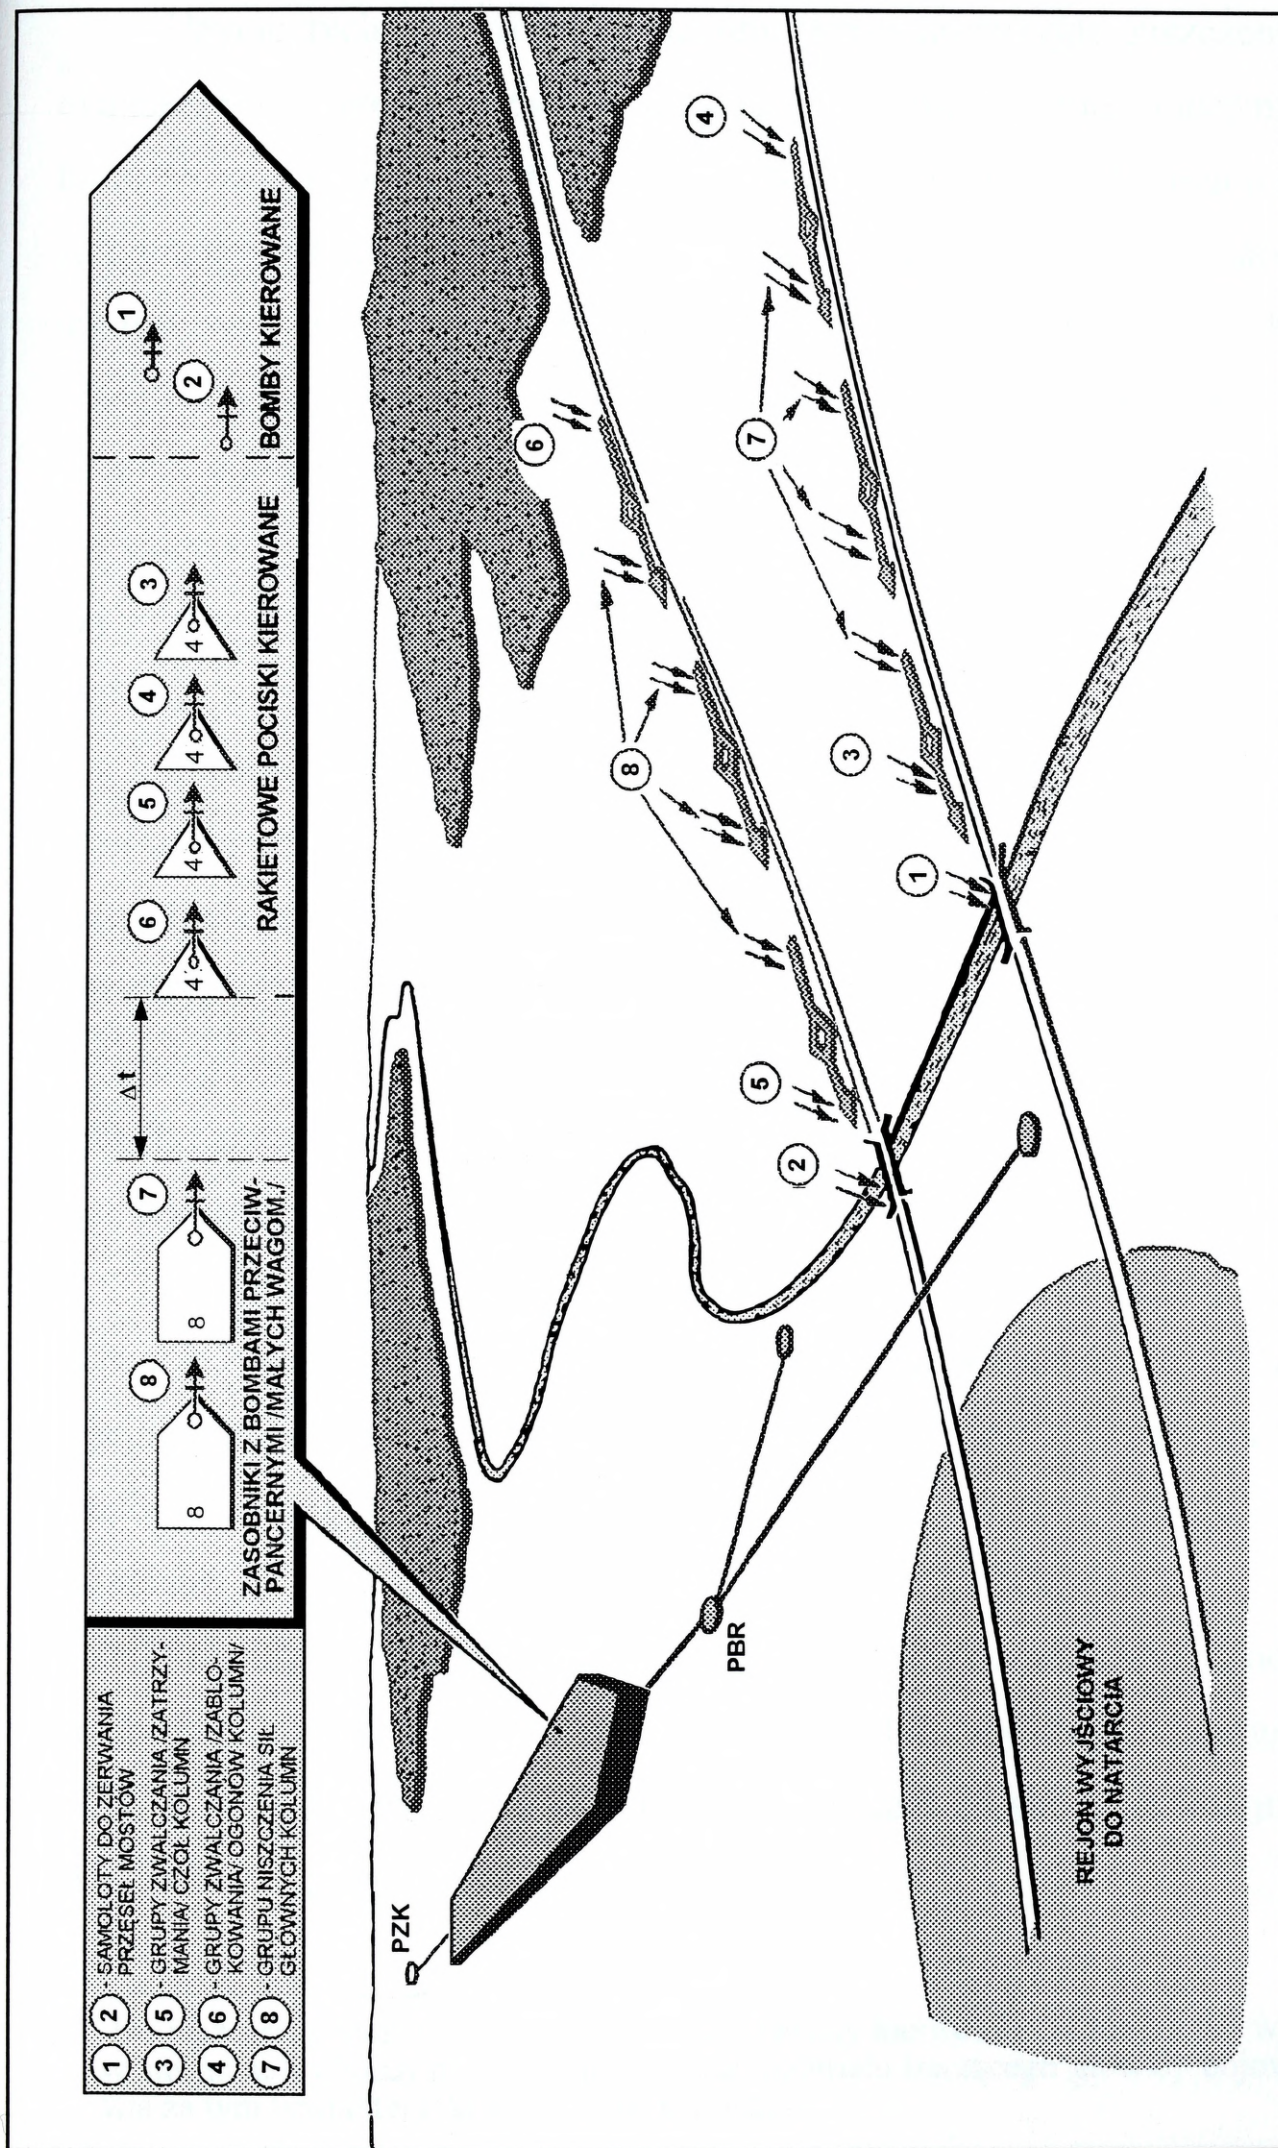 1 2 - SAMOLOTY DO ZERWANIA
PRZĘSEŁ MOSTÓW
3 5 - GRUPY ZWALCZANIA /ZATRZY-
MANIA/ CZÓŁ KOLUMN
4 6 - GRUPY ZWALCZANIA /ZABLO-
KOWANIA/ OGONÓW KOLUMN/
7 8 - GRUPU NISZCZENIA SIŁ
GŁÓWNYCH KOLUMN
8 7 Δt 6 5 4 3 2 1
8 8 4 4 4 4
ZASOBNIKI Z BOMBAMI PRZECIW-
PANCERNYMI /MAŁYCH WAGOM./
RAKIETOWE POCISKI KIEROWANE
BOMBY KIEROWANE
PZK
PBR
6
8
4
7
5
2
3
1
REJON WYJŚCIOWY
DO NATARCIA